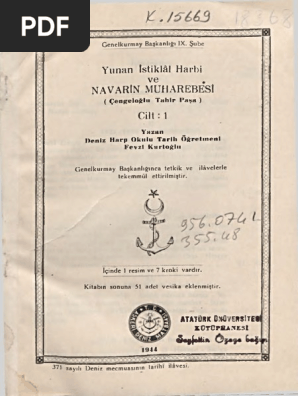 PDF
K.15669
Genelkurmay Başkanlığı IX. Şube
Yunan İstiklâl Harbi
ve
NAVARİN MUHAREBESİ
( Çengeloğlu Tahir Paşa )
Cilt : 1
Yazan
Deniz Harp Okulu Tarih Öğretmeni
Fevzi Kurtoğlu
Genelkurmay Başkanlığınca tetkik ve ilâvelerle
tekemmül ettirilmiştir.
956.0741
355.48
İçinde 1 resim ve 7 kroki vardır.
Kitabın sonuna 51 adet vesika eklenmiştir.
ATATÜRK ÜNİVERSİTESİ
KÜTÜPHANESİ
Seyfettin Özege bağışı
1944
371 sayılı Deniz mecmuasının tarihî ilâvesi.